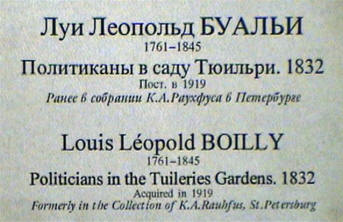 Луи Леопольд БУАЛЬИ
1761–1845
Политиканы в саду Тюильри. 1832
Пост. в 1919
Ранее в собрании К.А.Раухфуса в Петербурге
Louis Léopold BOILLY
1761–1845
Politicians in the Tuileries Gardens. 1832
Acquired in 1919
Formerly in the Collection of K.A.Rauhfus, St.Petersburg